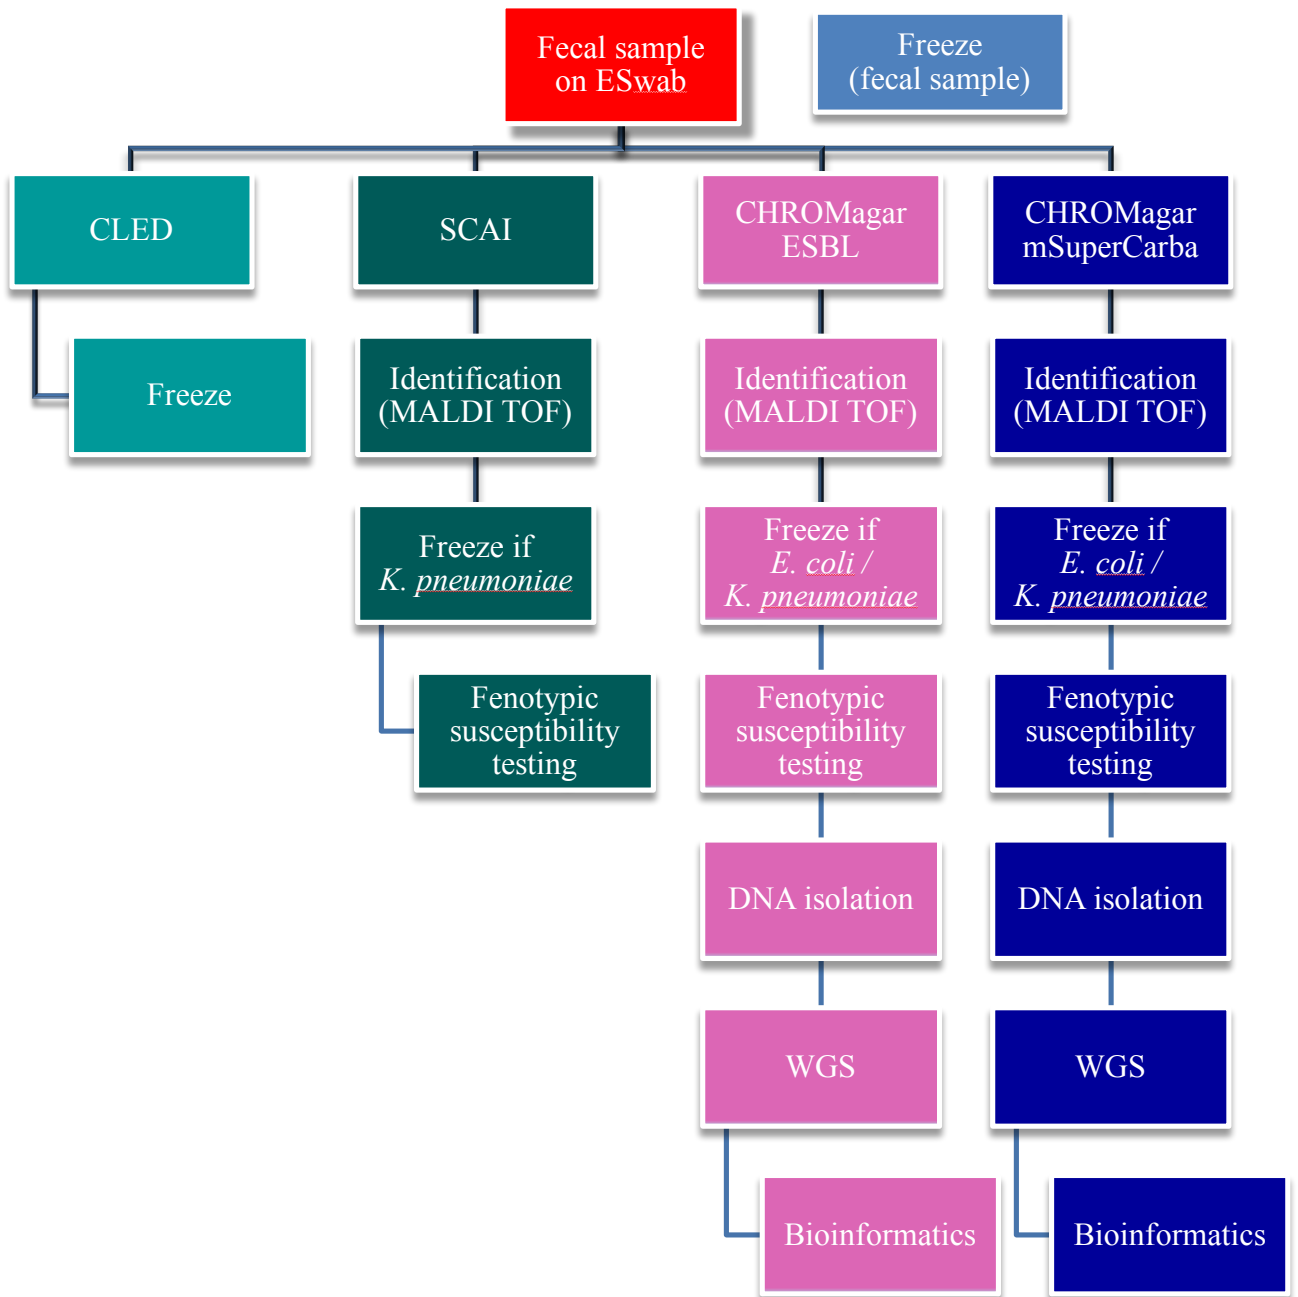 Fecal sample
on ESwab
Freeze
(fecal sample)
CLED
SCAI
CHROMagar
ESBL
CHROMagar
mSuperCarba
Freeze
Identification
(MALDI TOF)
Identification
(MALDI TOF)
Identification
(MALDI TOF)
Freeze if
K. pneumoniae
Freeze if
E. coli /
K. pneumoniae
Freeze if
E. coli /
K. pneumoniae
Fenotypic
susceptibility
testing
Fenotypic
susceptibility
testing
Fenotypic
susceptibility
testing
DNA isolation
DNA isolation
WGS
WGS
Bioinformatics
Bioinformatics